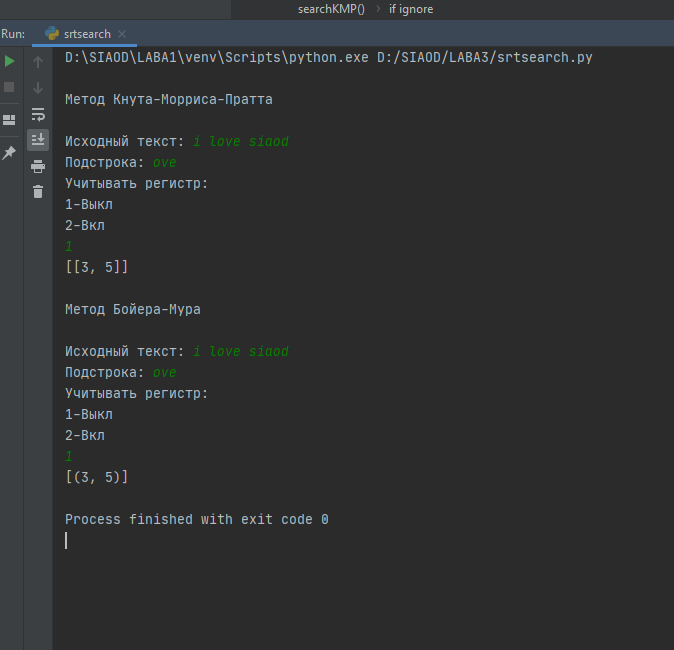 searchKMP() > if ignore
Run: srtsearch ×
D:\SIAOD\LABA1\venv\Scripts\python.exe D:/SIAOD/LABA3/srtsearch.py
Метод Кнута-Морриса-Пратта
Исходный текст: i love siaod
Подстрока: ove
Учитывать регистр:
1-Выкл
2-Вкл
1
[[3, 5]]
Метод Бойера-Мура
Исходный текст: i love siaod
Подстрока: ove
Учитывать регистр:
1-Выкл
2-Вкл
1
[(3, 5)]
Process finished with exit code 0